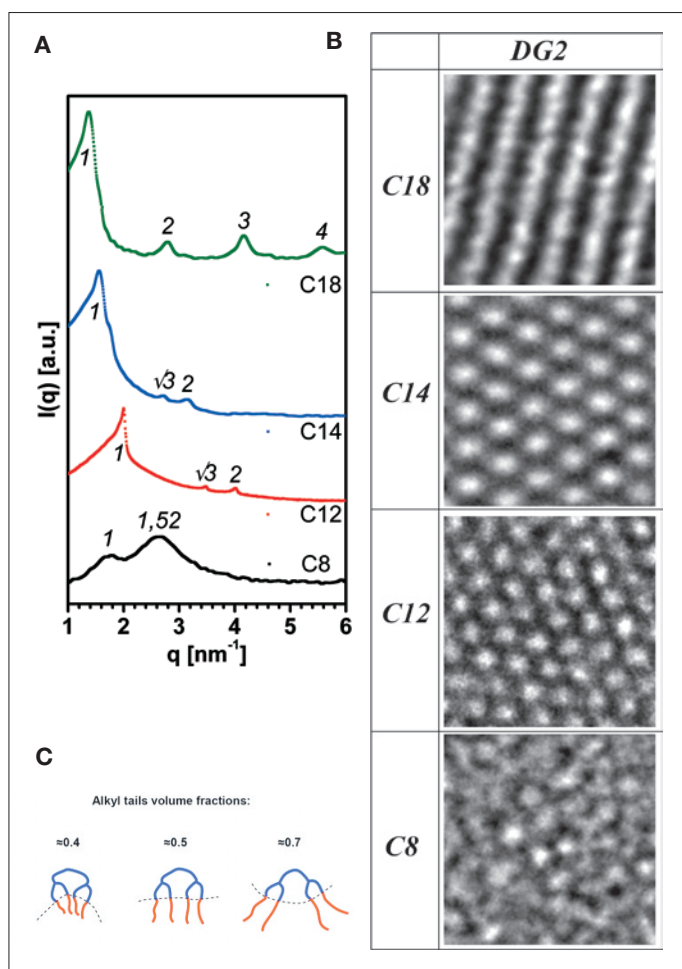 A
B
DG2
I(q) [a.u.]
1
2
3
4
C18
1
√3
2
C14
1
√3
2
C12
1
1,52
C8
1 2 3 4 5 6
q [nm⁻¹]
C18
C14
C12
C8
C
Alkyl tails volume fractions:
≈0.4 ≈0.5 ≈0.7